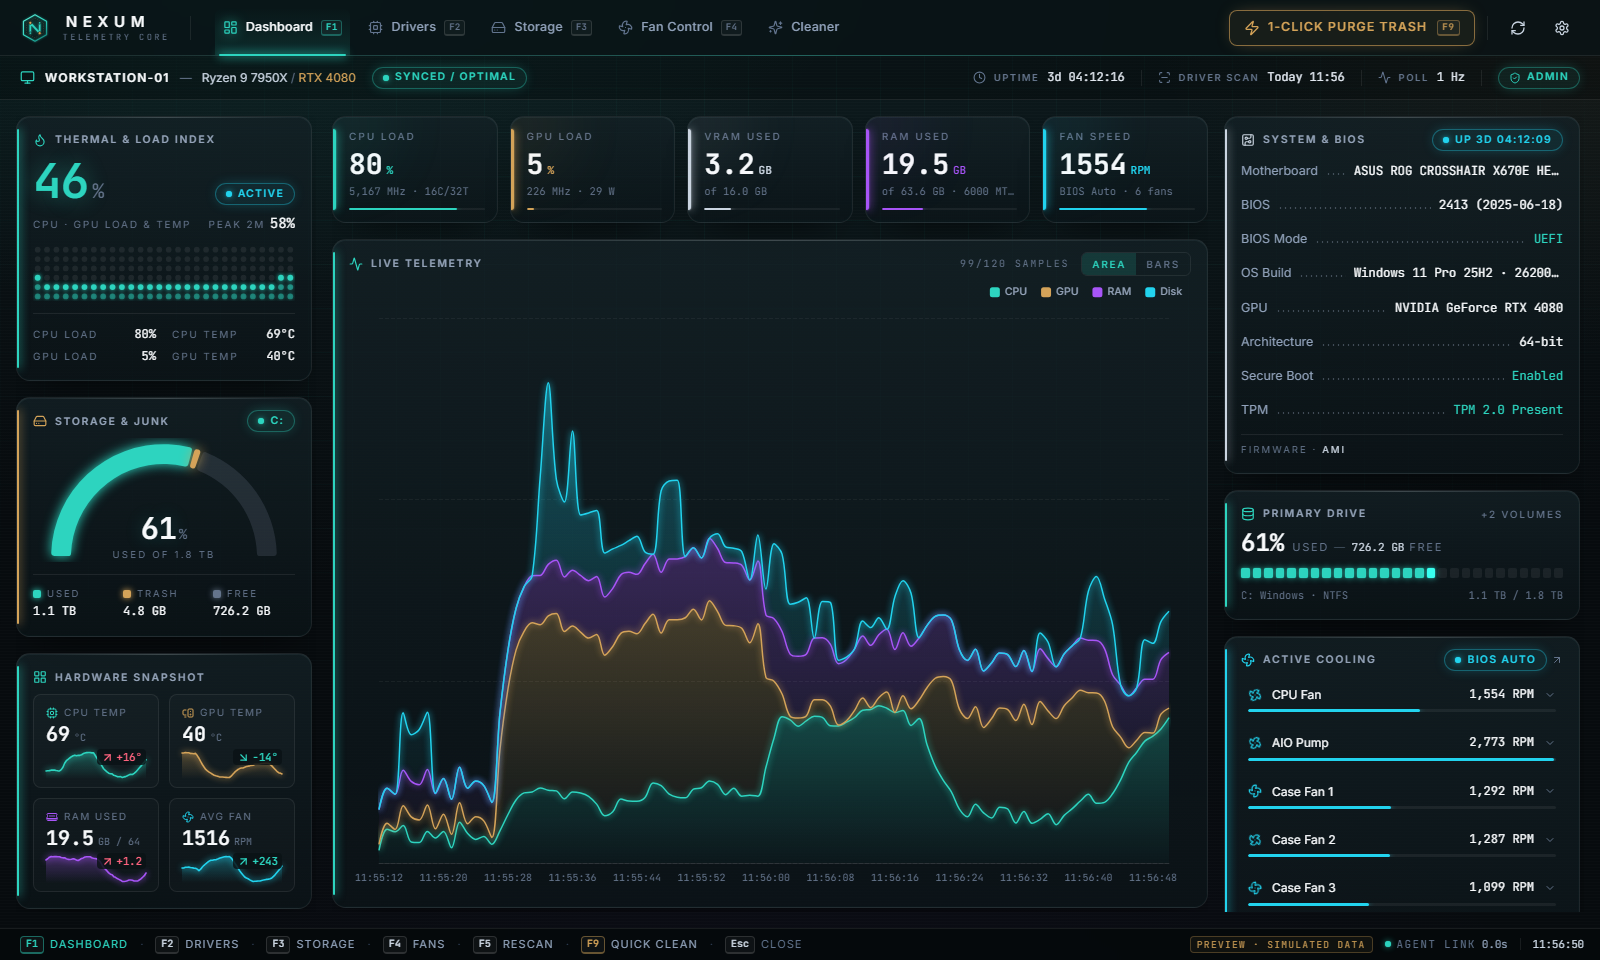 NEXUM
TELEMETRY CORE
Dashboard F1
Drivers F2
Storage F3
Fan Control F4
Cleaner
1-CLICK PURGE TRASH F9
WORKSTATION-01 — Ryzen 9 7950X / RTX 4080
SYNCED / OPTIMAL
UPTIME 3d 04:12:16
DRIVER SCAN Today 11:56
POLL 1 Hz
ADMIN
THERMAL & LOAD INDEX
46%
ACTIVE
CPU · GPU LOAD & TEMP PEAK 2M 58%
CPU LOAD 80% CPU TEMP 69°C
GPU LOAD 5% GPU TEMP 40°C
STORAGE & JUNK C:
61%
USED OF 1.8 TB
USED TRASH FREE
1.1 TB 4.8 GB 726.2 GB
HARDWARE SNAPSHOT
CPU TEMP
69 °C
+16°
GPU TEMP
40 °C
-14°
RAM USED
19.5 GB / 64
+1.2
AVG FAN
1516 RPM
+243
CPU LOAD
80 %
5,167 MHz · 16C/32T
GPU LOAD
5 %
226 MHz · 29 W
VRAM USED
3.2 GB
of 16.0 GB
RAM USED
19.5 GB
of 63.6 GB · 6000 MT…
FAN SPEED
1554 RPM
BIOS Auto · 6 fans
LIVE TELEMETRY
99/120 SAMPLES AREA BARS
CPU GPU RAM Disk
11:55:12 11:55:20 11:55:28 11:55:36 11:55:44 11:55:52 11:56:00 11:56:08 11:56:16 11:56:24 11:56:32 11:56:40 11:56:48
SYSTEM & BIOS UP 3D 04:12:09
Motherboard ASUS ROG CROSSHAIR X670E HE…
BIOS 2413 (2025-06-18)
BIOS Mode UEFI
OS Build Windows 11 Pro 25H2 · 26200…
GPU NVIDIA GeForce RTX 4080
Architecture 64-bit
Secure Boot Enabled
TPM TPM 2.0 Present
FIRMWARE · AMI
PRIMARY DRIVE +2 VOLUMES
61% USED — 726.2 GB FREE
C: Windows · NTFS 1.1 TB / 1.8 TB
ACTIVE COOLING BIOS AUTO
CPU Fan 1,554 RPM
AIO Pump 2,773 RPM
Case Fan 1 1,292 RPM
Case Fan 2 1,287 RPM
Case Fan 3 1,099 RPM
F1 DASHBOARD · F2 DRIVERS · F3 STORAGE · F4 FANS · F5 RESCAN · F9 QUICK CLEAN · Esc CLOSE
PREVIEW · SIMULATED DATA
AGENT LINK 0.0s
11:56:50